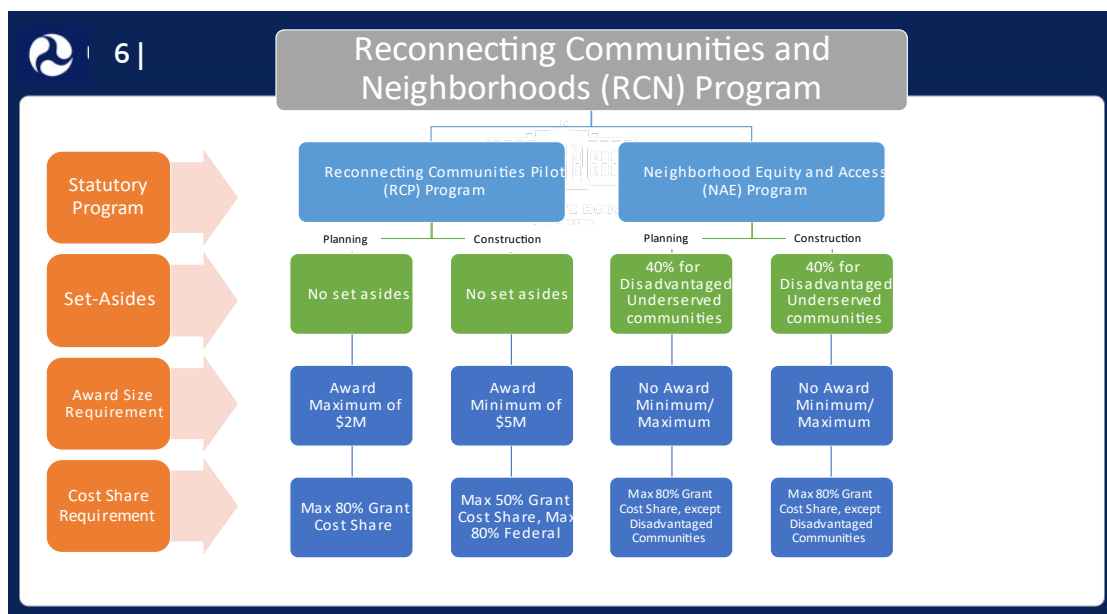 6 |
Reconnecting Communities and
Neighborhoods (RCN) Program
Statutory
Program
Reconnecting Communities Pilot
(RCP) Program
Neighborhood Equity and Access
(NAE) Program
Planning
Construction
Planning
Construction
Set-Asides
No set asides
No set asides
40% for
Disadvantaged
Underserved
communities
40% for
Disadvantaged
Underserved
communities
Award Size
Requirement
Award
Maximum of
$2M
Award
Minimum of
$5M
No Award
Minimum/
Maximum
No Award
Minimum/
Maximum
Cost Share
Requirement
Max 80% Grant
Cost Share
Max 50% Grant
Cost Share, Max
80% Federal
Max 80% Grant
Cost Share, except
Disadvantaged
Communities
Max 80% Grant
Cost Share, except
Disadvantaged
Communities